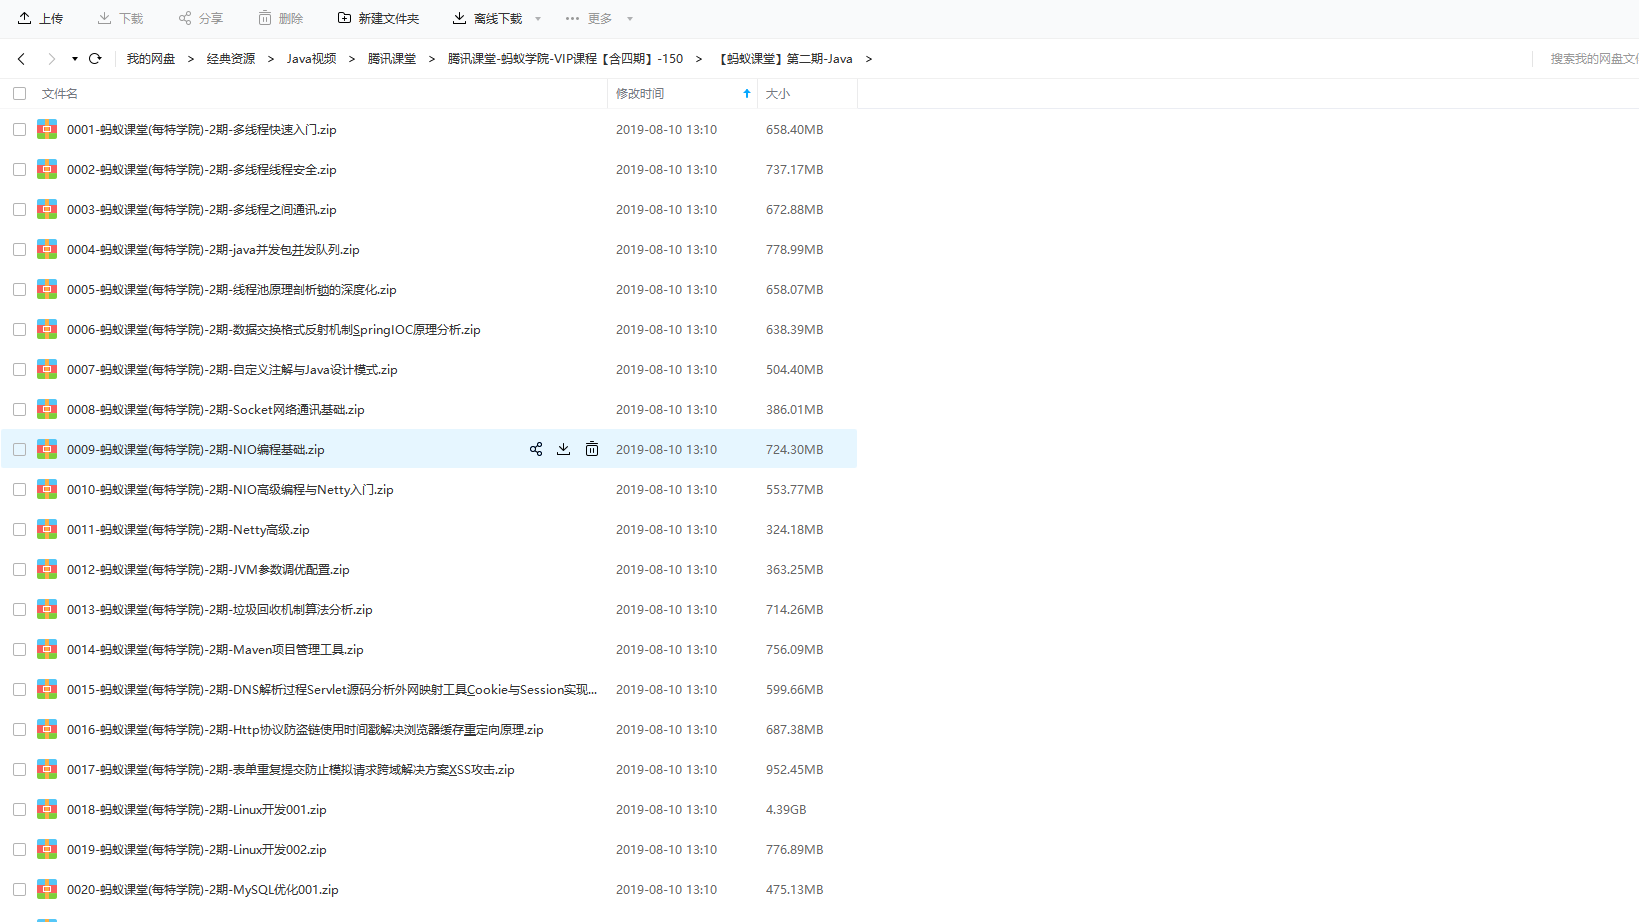 上传 下载 分享 删除 新建文件夹 离线下载 更多
我的网盘 > 经典资源 > Java视频 > 腾讯课堂 > 腾讯课堂-蚂蚁学院-VIP课程【含四期】-150 > 【蚂蚁课堂】第二期-Java > 搜索我的网盘文件
文件名 修改时间 大小
0001-蚂蚁课堂(每特学院)-2期-多线程快速入门.zip 2019-08-10 13:10 658.40MB
0002-蚂蚁课堂(每特学院)-2期-多线程线程安全.zip 2019-08-10 13:10 737.17MB
0003-蚂蚁课堂(每特学院)-2期-多线程之间通讯.zip 2019-08-10 13:10 672.88MB
0004-蚂蚁课堂(每特学院)-2期-java并发包并发队列.zip 2019-08-10 13:10 778.99MB
0005-蚂蚁课堂(每特学院)-2期-线程池原理剖析锁的深度化.zip 2019-08-10 13:10 658.07MB
0006-蚂蚁课堂(每特学院)-2期-数据交换格式反射机制SpringIOC原理分析.zip 2019-08-10 13:10 638.39MB
0007-蚂蚁课堂(每特学院)-2期-自定义注解与Java设计模式.zip 2019-08-10 13:10 504.40MB
0008-蚂蚁课堂(每特学院)-2期-Socket网络通讯基础.zip 2019-08-10 13:10 386.01MB
0009-蚂蚁课堂(每特学院)-2期-NIO编程基础.zip 2019-08-10 13:10 724.30MB
0010-蚂蚁课堂(每特学院)-2期-NIO高级编程与Netty入门.zip 2019-08-10 13:10 553.77MB
0011-蚂蚁课堂(每特学院)-2期-Netty高级.zip 2019-08-10 13:10 324.18MB
0012-蚂蚁课堂(每特学院)-2期-JVM参数调优配置.zip 2019-08-10 13:10 363.25MB
0013-蚂蚁课堂(每特学院)-2期-垃圾回收机制算法分析.zip 2019-08-10 13:10 714.26MB
0014-蚂蚁课堂(每特学院)-2期-Maven项目管理工具.zip 2019-08-10 13:10 756.09MB
0015-蚂蚁课堂(每特学院)-2期-DNS解析过程Servlet源码分析外网映射工具Cookie与Session实现... 2019-08-10 13:10 599.66MB
0016-蚂蚁课堂(每特学院)-2期-Http协议防盗链使用时间戳解决浏览器缓存重定向原理.zip 2019-08-10 13:10 687.38MB
0017-蚂蚁课堂(每特学院)-2期-表单重复提交防止模拟请求跨域解决方案XSS攻击.zip 2019-08-10 13:10 952.45MB
0018-蚂蚁课堂(每特学院)-2期-Linux开发001.zip 2019-08-10 13:10 4.39GB
0019-蚂蚁课堂(每特学院)-2期-Linux开发002.zip 2019-08-10 13:10 776.89MB
0020-蚂蚁课堂(每特学院)-2期-MySQL优化001.zip 2019-08-10 13:10 475.13MB